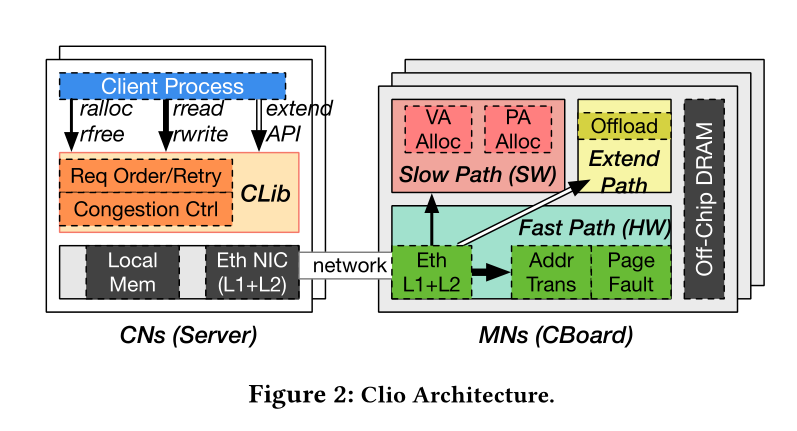 Client Process
ralloc
rfree
rread
rwrite
extend
API
Req Order/Retry
Congestion Ctrl
CLib
Local
Mem
Eth NIC
(L1+L2)
CNs (Server)
network
VA
Alloc
PA
Alloc
Slow Path (SW)
Offload
Extend
Path
Fast Path (HW)
Eth
L1+L2
Addr
Trans
Page
Fault
Off-Chip DRAM
MNs (CBoard)
Figure 2: Clio Architecture.